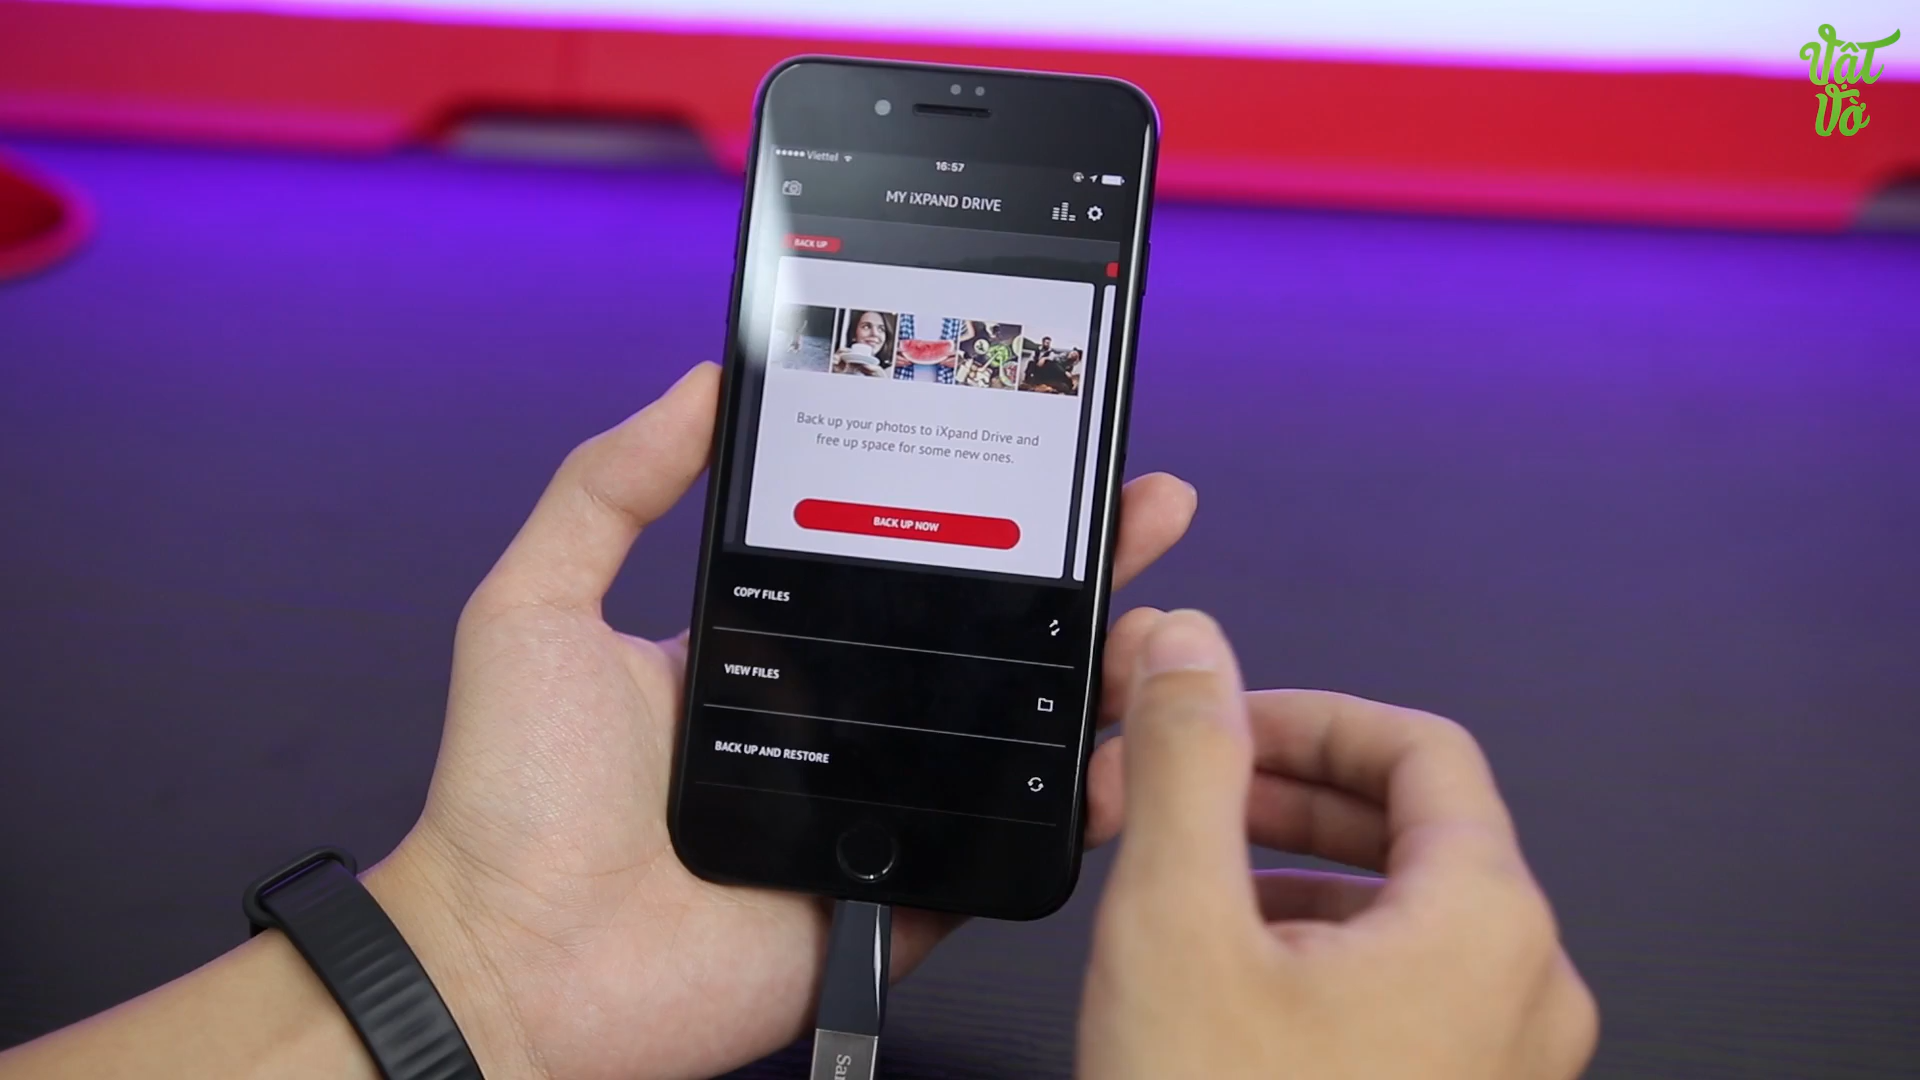 Vật
Vờ
Viettel
16:57
MY iXPAND DRIVE
BACK UP
Back up your photos to iXpand Drive and
free up space for some new ones.
BACK UP NOW
COPY FILES
VIEW FILES
BACK UP AND RESTORE